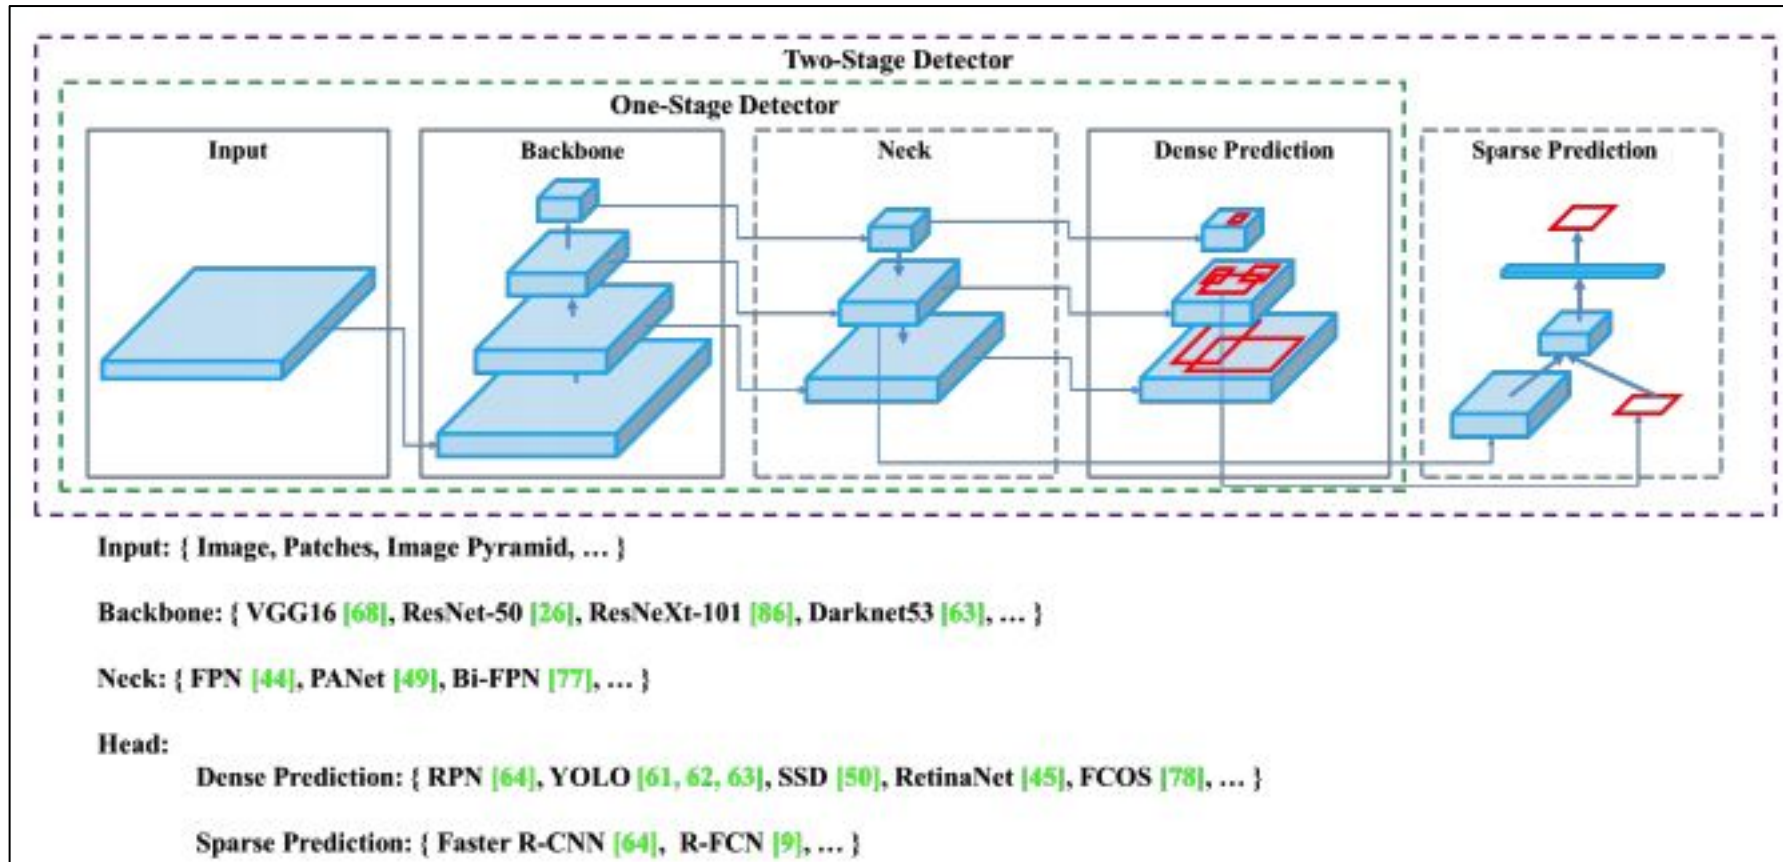 Two-Stage Detector
One-Stage Detector
Input
Backbone
Neck
Dense Prediction
Sparse Prediction
Input: { Image, Patches, Image Pyramid, … }
Backbone: { VGG16 [68], ResNet-50 [26], ResNeXt-101 [86], Darknet53 [63], … }
Neck: { FPN [44], PANet [49], Bi-FPN [77], … }
Head:
Dense Prediction: { RPN [64], YOLO [61, 62, 63], SSD [50], RetinaNet [45], FCOS [78], … }
Sparse Prediction: { Faster R-CNN [64], R-FCN [9], … }